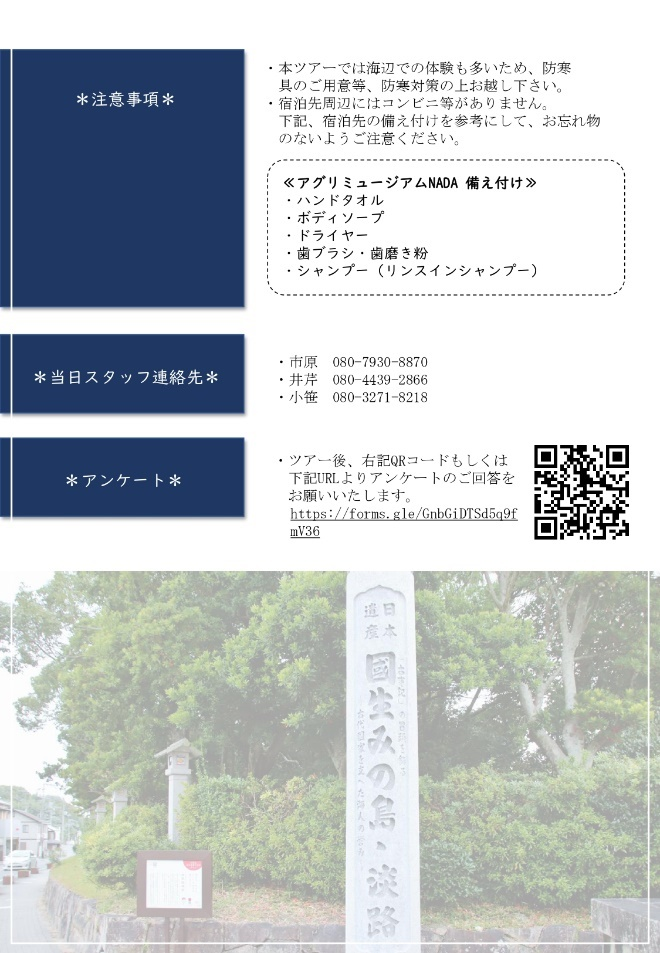 ＊注意事項＊
・本ツアーでは海辺での体験も多いため、防寒
具のご用意等、防寒対策の上お越し下さい。
・宿泊先周辺にはコンビニ等がありません。
下記、宿泊先の備え付けを参考にして、お忘れ物
のないようご注意ください。
≪アグリミュージアムNADA 備え付け≫
・ハンドタオル
・ボディソープ
・ドライヤー
・歯ブラシ・歯磨き粉
・シャンプー（リンスインシャンプー）
＊当日スタッフ連絡先＊
・市原　080-7930-8870
・井芹　080-4439-2866
・小笹　080-3271-8218
＊アンケート＊
・ツアー後、右記QRコードもしくは
下記URLよりアンケートのご回答を
お願いいたします。
https://forms.gle/GnbGiDTSd5q9f
mV36
日本
遺産
國生みの島・淡路